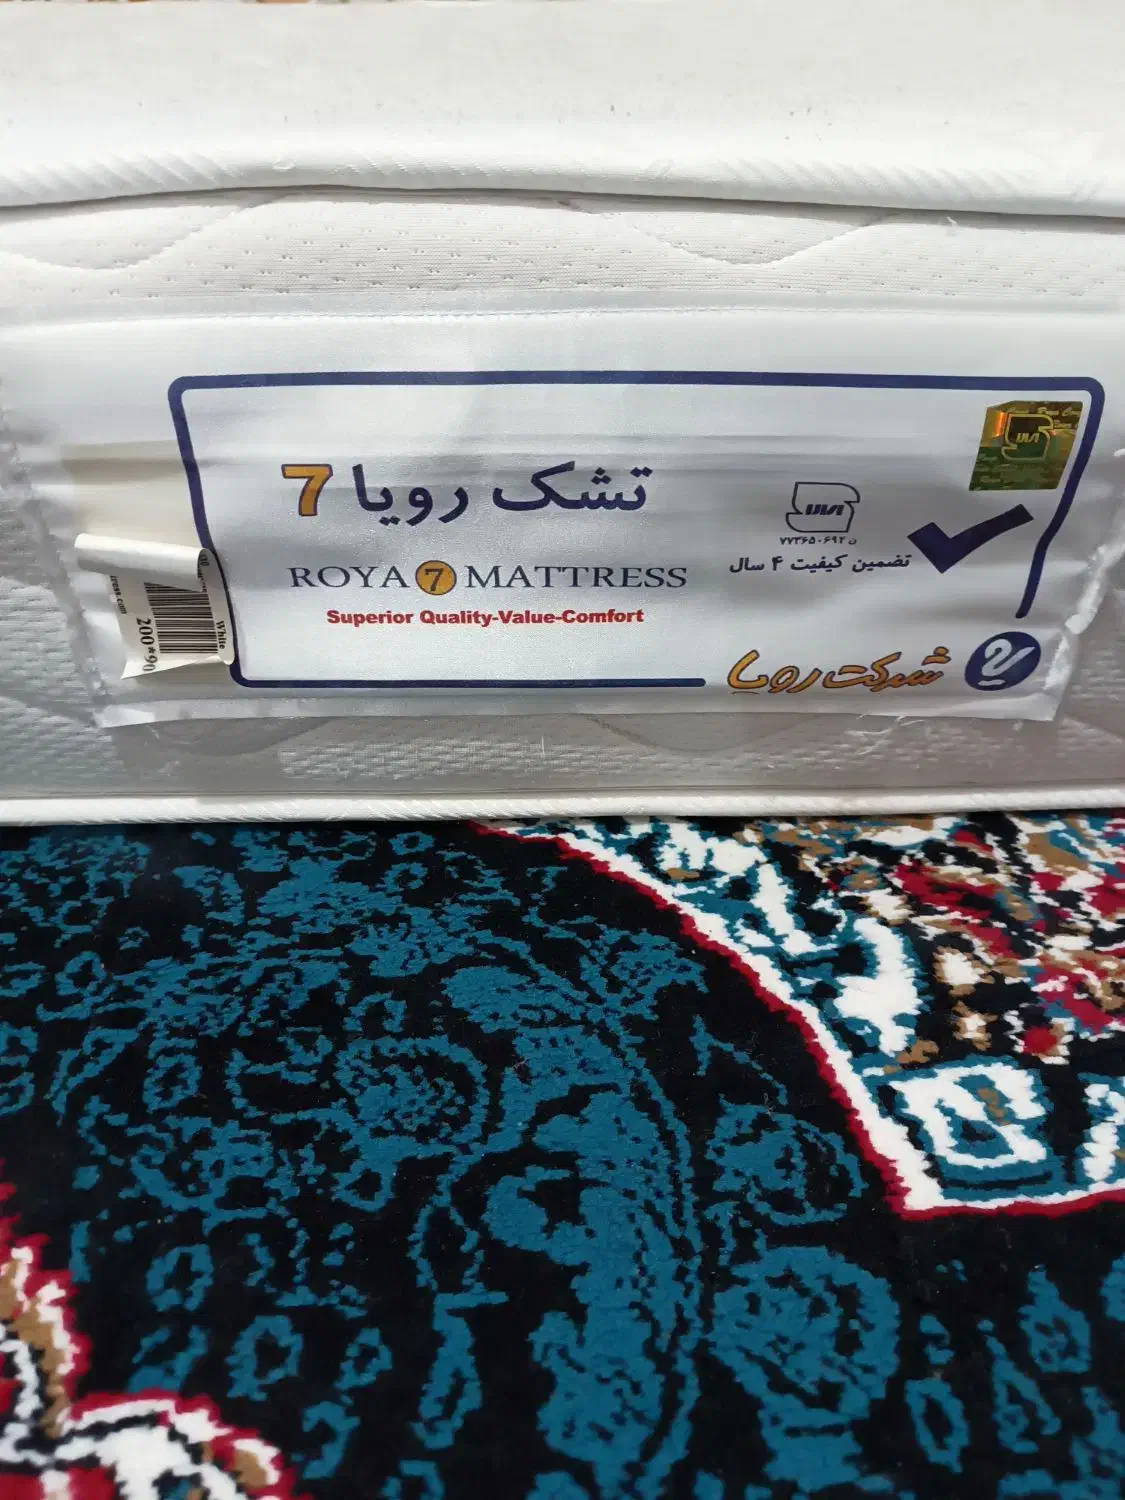 تشک رویا 7
ROYA 7 MATTRESS
Superior Quality-Value-Comfort
ن ۷۷۳۶۵۰۶۹۲
تضمین کیفیت ۴ سال
شرکت رویا
White
200*90